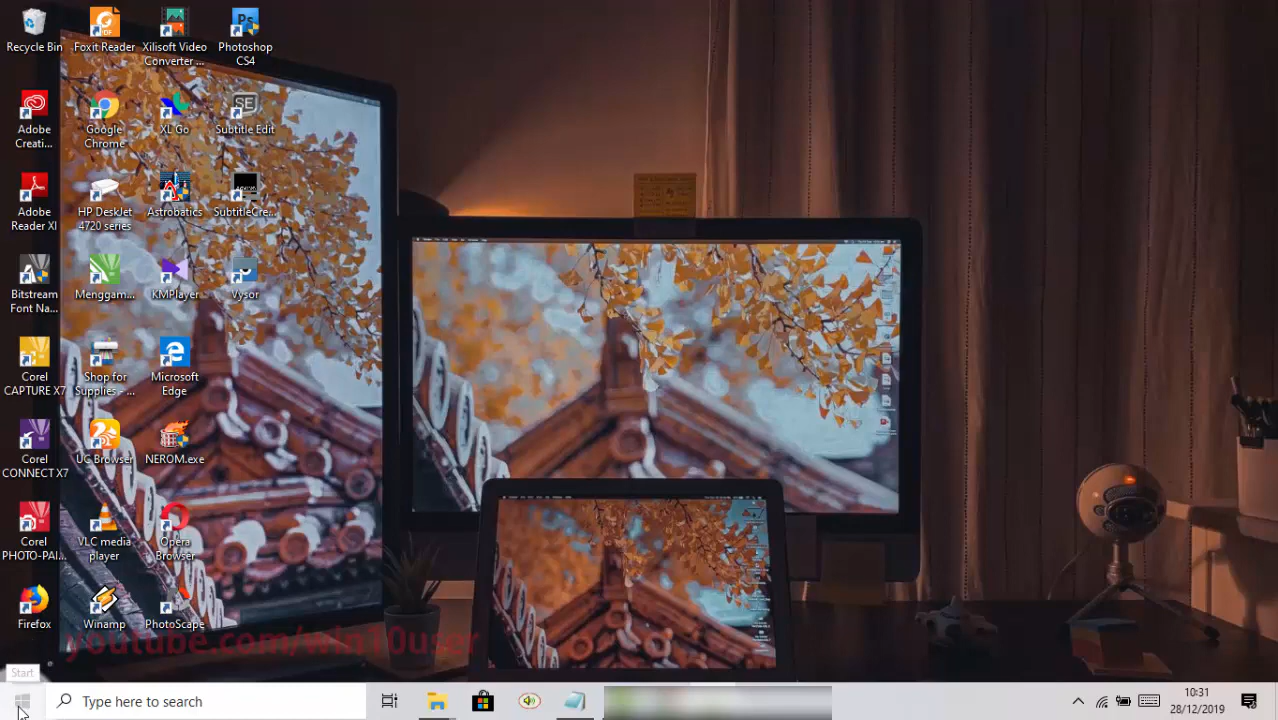 Recycle Bin
Foxit Reader
Xilisoft Video
Converter ...
Photoshop
CS4
Adobe
Creati...
Google
Chrome
XL Go
Subtitle Edit
Adobe
Reader XI
HP DeskJet
4720 series
Astrobatics
SubtitleCre...
Bitstream
Font Na...
Menggam...
KMPlayer
Vysor
Corel
CAPTURE X7
Shop for
Supplies - ...
Microsoft
Edge
Corel
CONNECT X7
UC Browser
NEROM.exe
Corel
PHOTO-PAI...
VLC media
player
Opera
Browser
Firefox
Winamp
PhotoScape
youtube.com/win10user
Start
Type here to search
10:31
28/12/2019